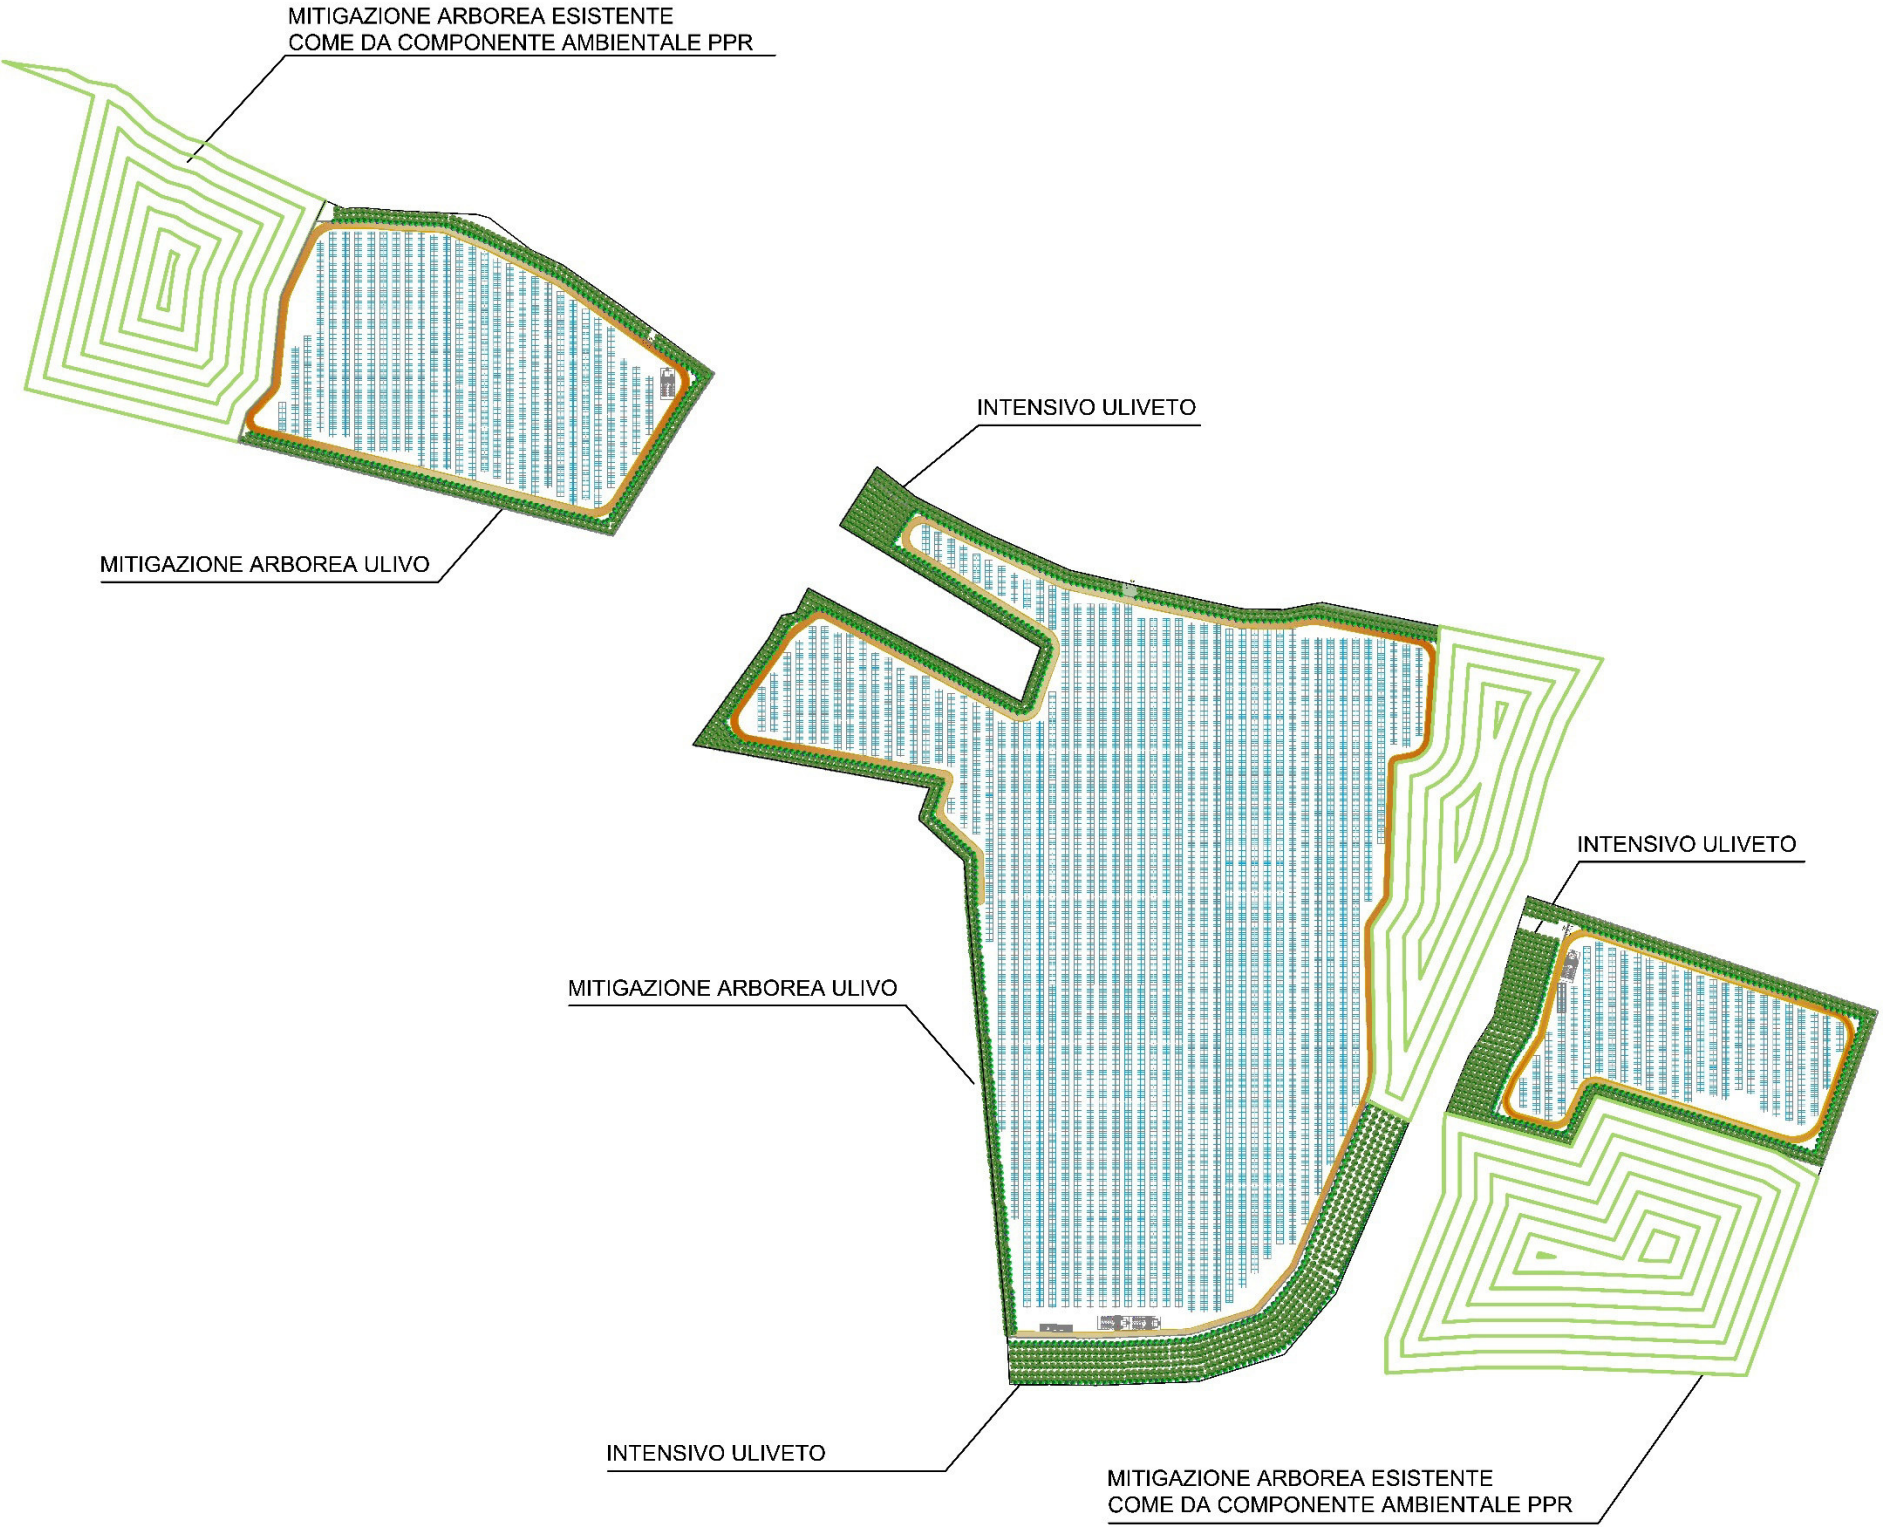 MITIGAZIONE ARBOREA ESISTENTE
COME DA COMPONENTE AMBIENTALE PPR
INTENSIVO ULIVETO
MITIGAZIONE ARBOREA ULIVO
INTENSIVO ULIVETO
MITIGAZIONE ARBOREA ULIVO
INTENSIVO ULIVETO
MITIGAZIONE ARBOREA ESISTENTE
COME DA COMPONENTE AMBIENTALE PPR